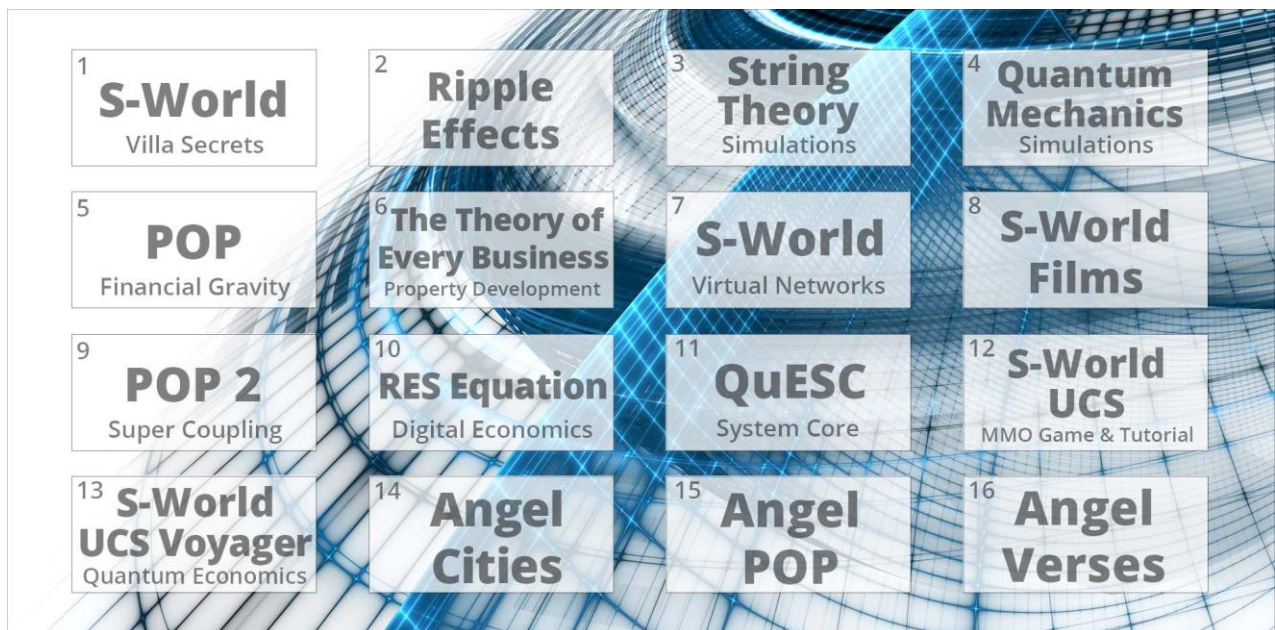 1
S-World
Villa Secrets
2
Ripple
Effects
3
String
Theory
Simulations
4
Quantum
Mechanics
Simulations
5
POP
Financial Gravity
6
The Theory of
Every Business
Property Development
7
S-World
Virtual Networks
8
S-World
Films
9
POP 2
Super Coupling
10
RES Equation
Digital Economics
11
QuESC
System Core
12
S-World
UCS
MMO Game & Tutorial
13
S-World
UCS Voyager
Quantum Economics
14
Angel
Cities
15
Angel
POP
16
Angel
Verses